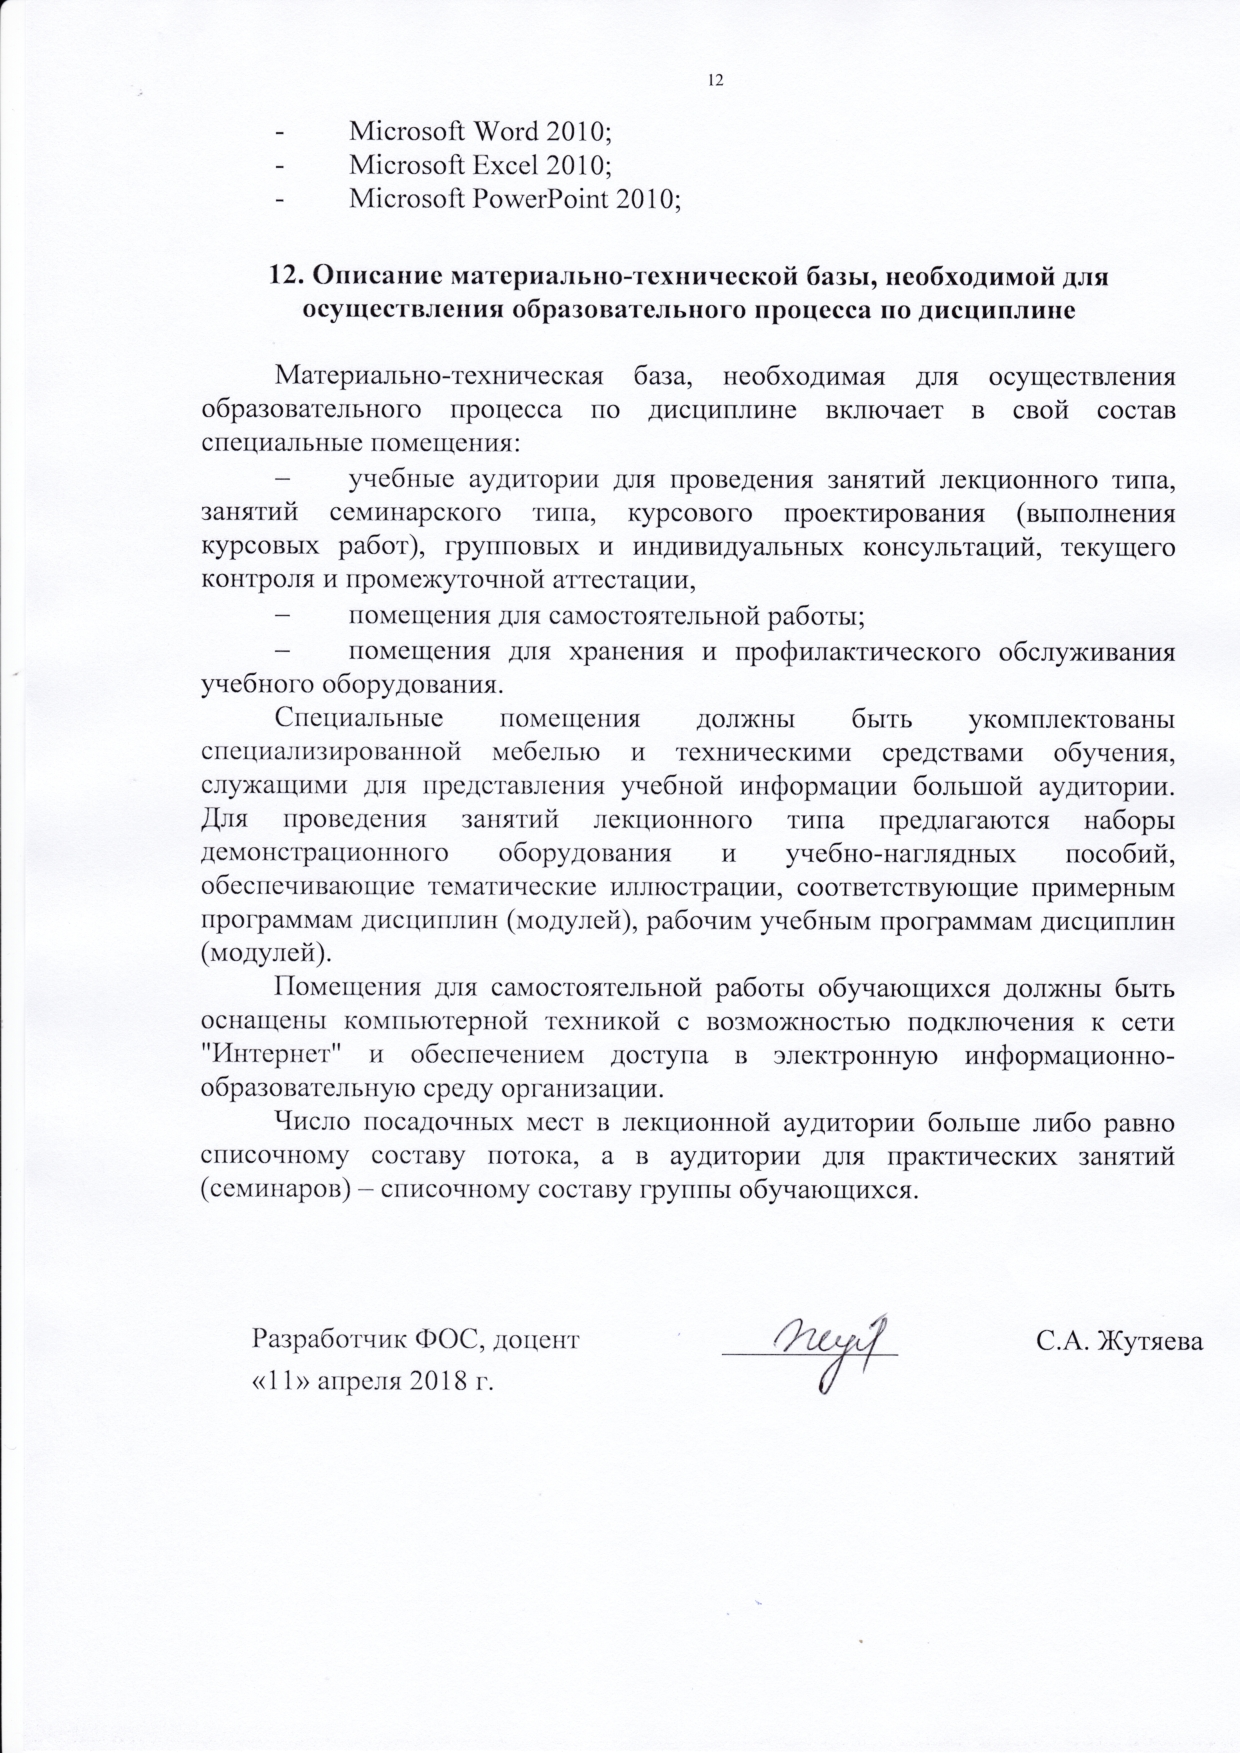 12
- Microsoft Word 2010;
- Microsoft Excel 2010;
- Microsoft PowerPoint 2010;
12. Описание материально-технической базы, необходимой для
осуществления образовательного процесса по дисциплине
Материально-техническая база, необходимая для осуществления
образовательного процесса по дисциплине включает в свой состав
специальные помещения:
– учебные аудитории для проведения занятий лекционного типа,
занятий семинарского типа, курсового проектирования (выполнения
курсовых работ), групповых и индивидуальных консультаций, текущего
контроля и промежуточной аттестации,
– помещения для самостоятельной работы;
– помещения для хранения и профилактического обслуживания
учебного оборудования.
Специальные помещения должны быть укомплектованы
специализированной мебелью и техническими средствами обучения,
служащими для представления учебной информации большой аудитории.
Для проведения занятий лекционного типа предлагаются наборы
демонстрационного оборудования и учебно-наглядных пособий,
обеспечивающие тематические иллюстрации, соответствующие примерным
программам дисциплин (модулей), рабочим учебным программам дисциплин
(модулей).
Помещения для самостоятельной работы обучающихся должны быть
оснащены компьютерной техникой с возможностью подключения к сети
"Интернет" и обеспечением доступа в электронную информационно-
образовательную среду организации.
Число посадочных мест в лекционной аудитории больше либо равно
списочному составу потока, а в аудитории для практических занятий
(семинаров) – списочному составу группы обучающихся.
Разработчик ФОС, доцент С.А. Жутяева
«11» апреля 2018 г.